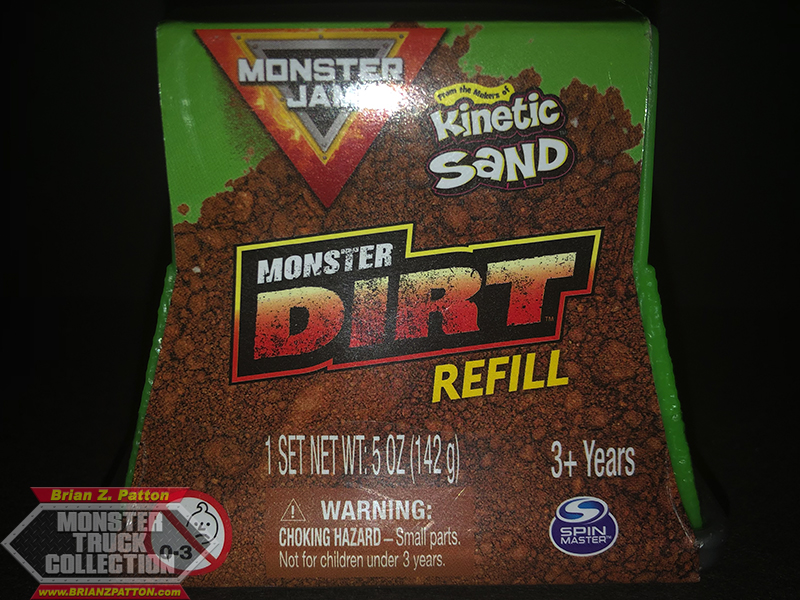 MONSTER
JAM
From the Makers of
Kinetic
SAND
MONSTER
DIRT™
REFILL
1 SET NET WT: 5 OZ (142 g)
3+ Years
⚠ WARNING:
CHOKING HAZARD – Small parts.
Not for children under 3 years.
SPIN
MASTER™
0-3
Brian Z. Patton
MONSTER
TRUCK
COLLECTION
www.BRIANZPATTON.com